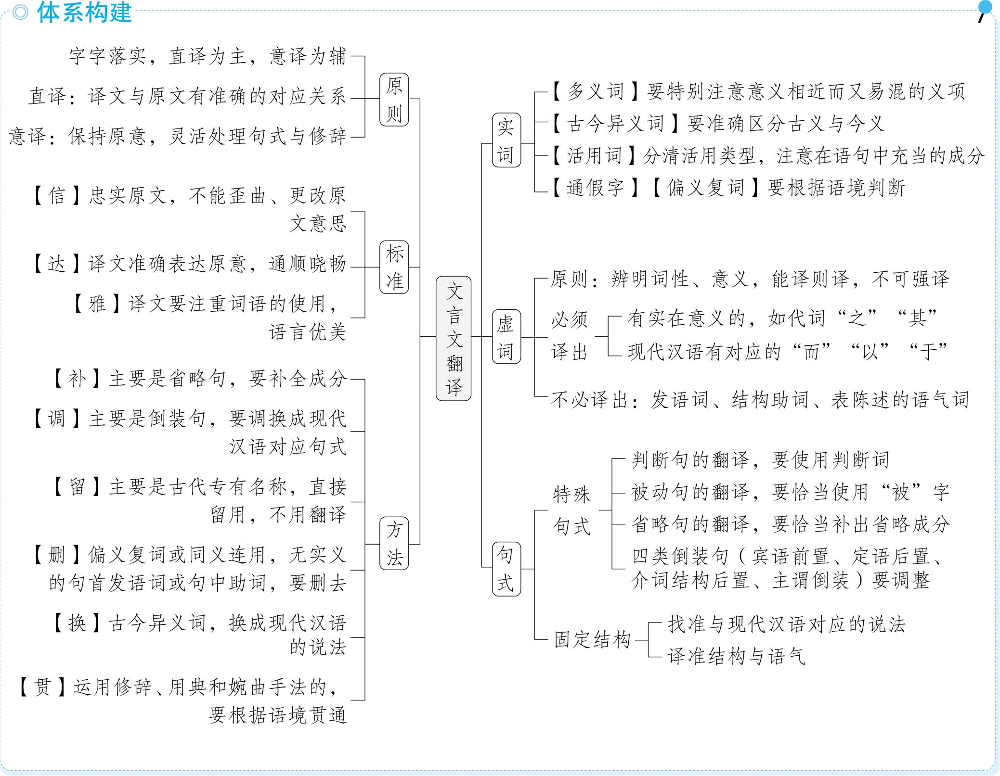 体系构建
字字落实，直译为主，意译为辅
直译：译文与原文有准确的对应关系
意译：保持原意，灵活处理句式与修辞
原则
【信】忠实原文，不能歪曲、更改原
文意思
【达】译文准确表达原意，通顺晓畅
【雅】译文要注重词语的使用，
语言优美
标准
【补】主要是省略句，要补全成分
【调】主要是倒装句，要调换成现代
汉语对应句式
【留】主要是古代专有名称，直接
留用，不用翻译
【删】偏义复词或同义连用，无实义
的句首发语词或句中助词，要删去
【换】古今异义词，换成现代汉语
的说法
【贯】运用修辞、用典和婉曲手法的，
要根据语境贯通
方法
文言文翻译
实词
【多义词】要特别注意意义相近而又易混的义项
【古今异义词】要准确区分古义与今义
【活用词】分清活用类型，注意在语句中充当的成分
【通假字】【偏义复词】要根据语境判断
虚词
原则：辨明词性、意义，能译则译，不可强译
必须
译出
有实在意义的，如代词“之”“其”
现代汉语有对应的“而”“以”“于”
不必译出：发语词、结构助词、表陈述的语气词
句式
特殊
句式
判断句的翻译，要使用判断词
被动句的翻译，要恰当使用“被”字
省略句的翻译，要恰当补出省略成分
四类倒装句（宾语前置、定语后置、
介词结构后置、主谓倒装）要调整
固定结构
找准与现代汉语对应的说法
译准结构与语气